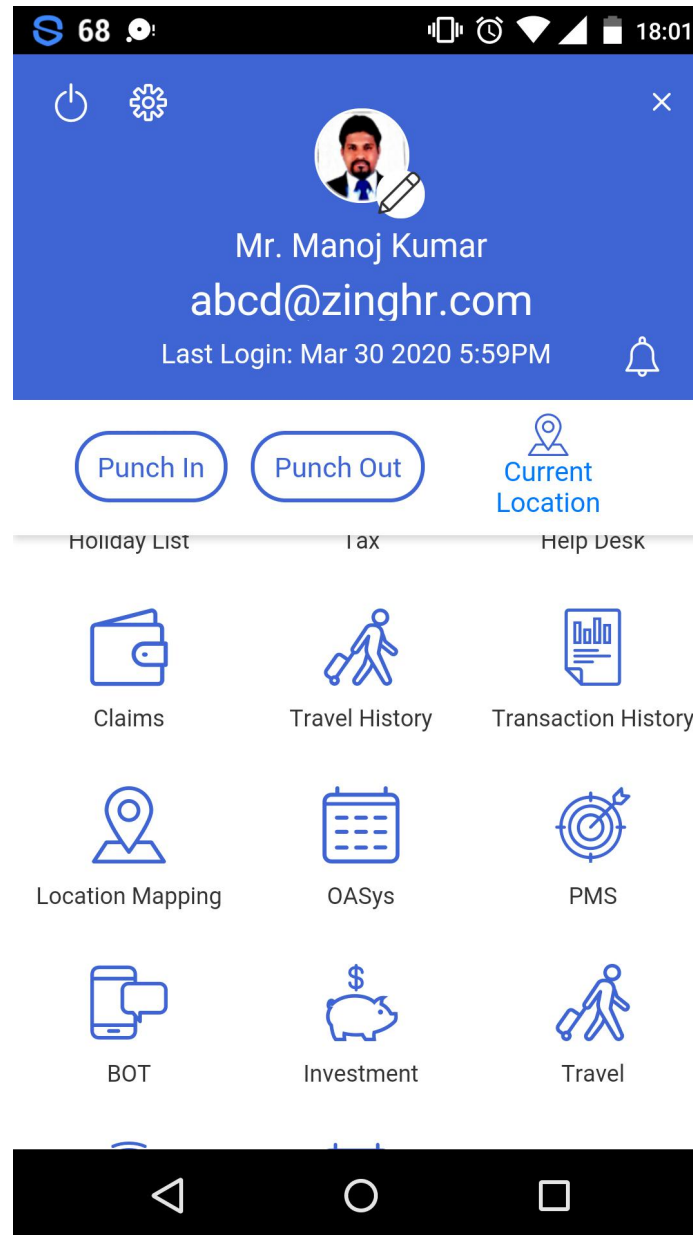 68 18:01
Mr. Manoj Kumar
abcd@zinghr.com
Last Login: Mar 30 2020 5:59PM
Punch In Punch Out Current
Location
Holiday List Tax Help Desk
Claims Travel History Transaction History
Location Mapping OASys PMS
BOT Investment Travel